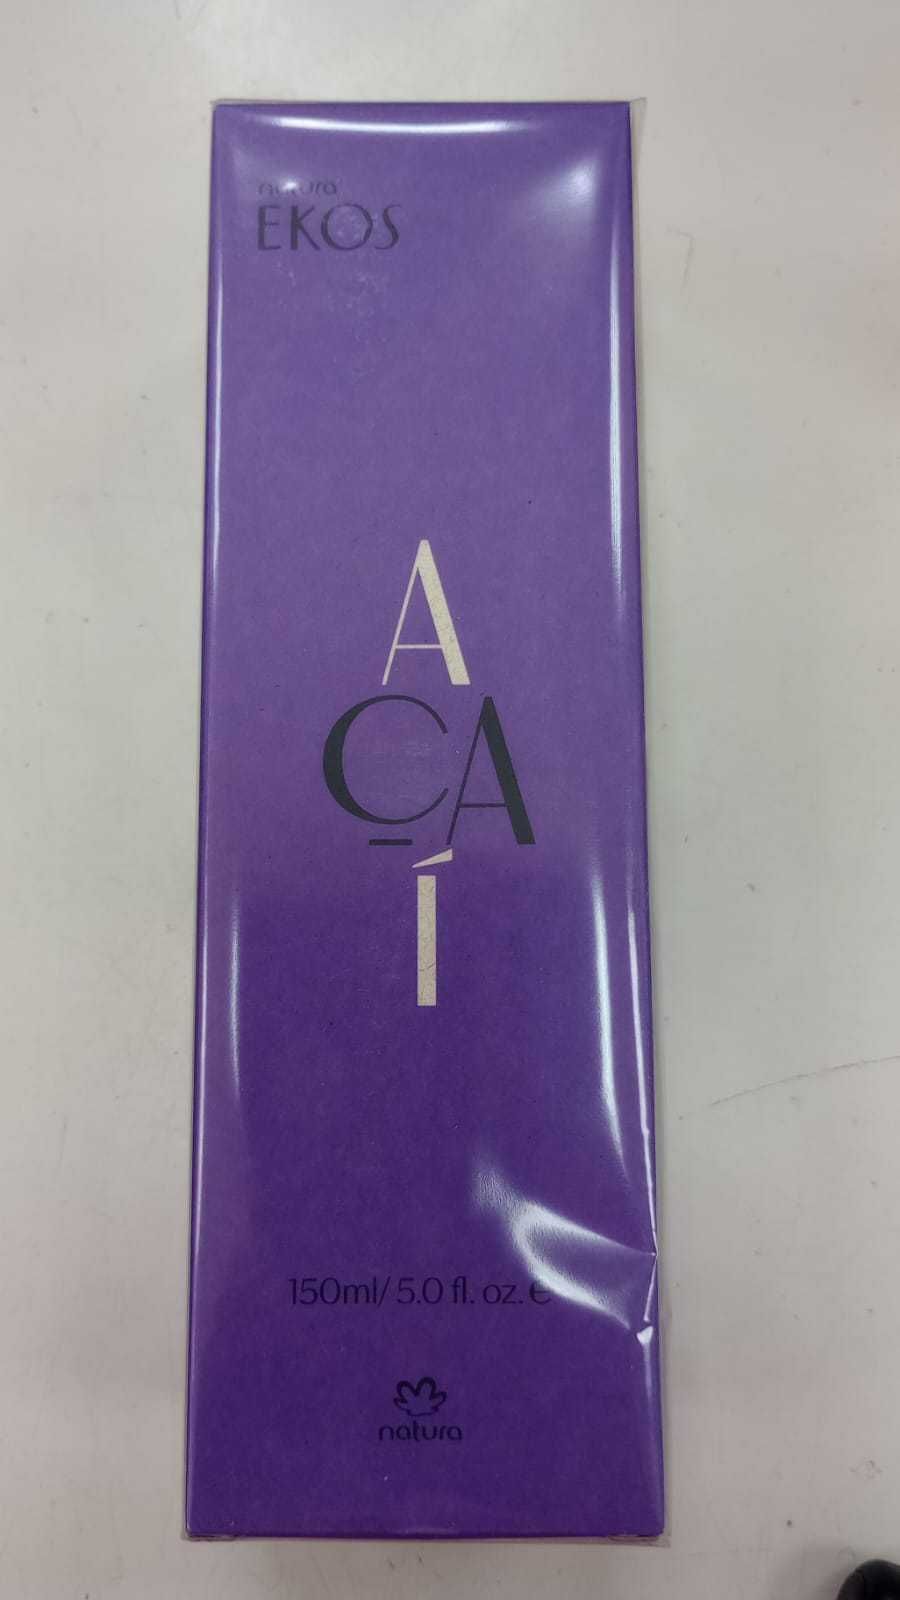 natura
EKOS
A
ÇA
Í
150ml/ 5.0 fl. oz. ℮
natura